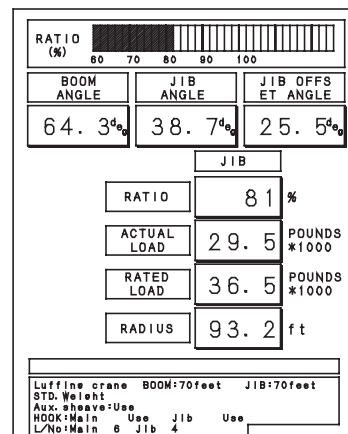 RATIO
(%)
60 70 80 90 100
BOOM ANGLE
JIB ANGLE
JIB OFFSET ANGLE
64.3deg
38.7deg
25.5deg
JIB
RATIO 81 %
ACTUAL LOAD 29.5 POUNDS *1000
RATED LOAD 36.5 POUNDS *1000
RADIUS 93.2 ft
Luffing crane BOOM:70feet JIB:70feet
STD. Weight
Aux. sheave:Use
HOOK:Main Use Jib Use
L/No:Main 6 Jib 4